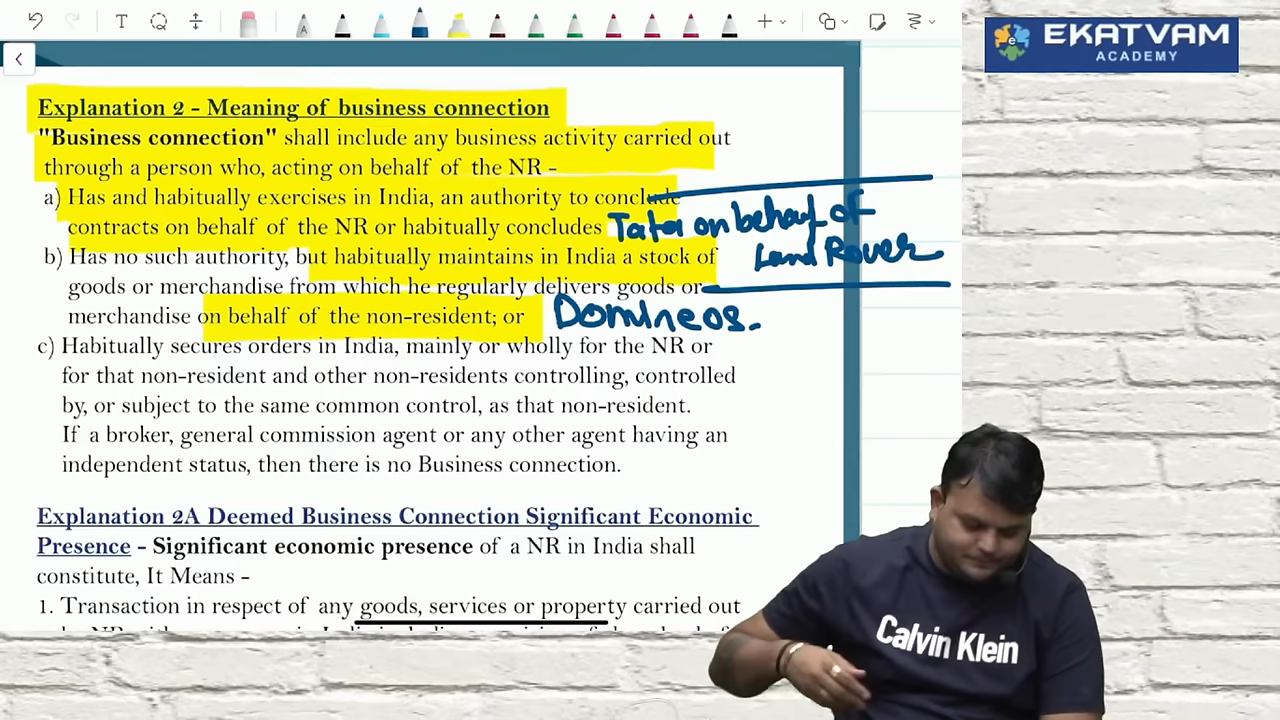 EKATVAM
ACADEMY
Explanation 2 - Meaning of business connection
"Business connection" shall include any business activity carried out
through a person who, acting on behalf of the NR -
a) Has and habitually exercises in India, an authority to conclude
contracts on behalf of the NR or habitually concludes
Tata on behalf of
Land Rover
b) Has no such authority, but habitually maintains in India a stock of
goods or merchandise from which he regularly delivers goods or
merchandise on behalf of the non-resident; or
Domineos.
c) Habitually secures orders in India, mainly or wholly for the NR or
for that non-resident and other non-residents controlling, controlled
by, or subject to the same common control, as that non-resident.
If a broker, general commission agent or any other agent having an
independent status, then there is no Business connection.
Explanation 2A Deemed Business Connection Significant Economic
Presence - Significant economic presence of a NR in India shall
constitute, It Means -
1. Transaction in respect of any goods, services or property carried out
Calvin Klein